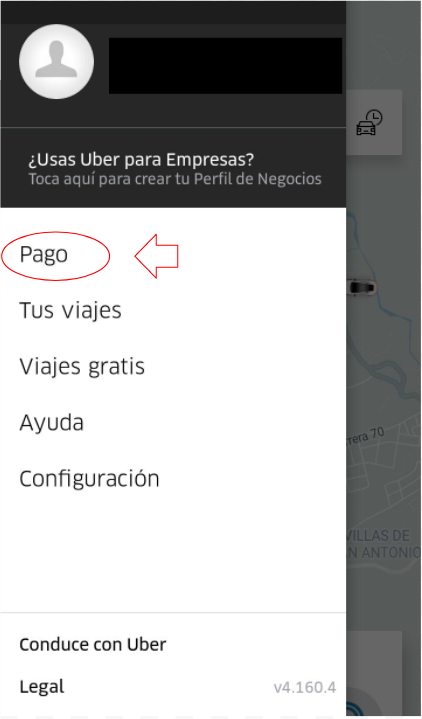 ¿Usas Uber para Empresas?
Toca aquí para crear tu Perfil de Negocios
Pago
Tus viajes
Viajes gratis
Ayuda
Configuración
rera 70
VILLAS DE
N ANTONIO
Conduce con Uber
Legal
v4.160.4